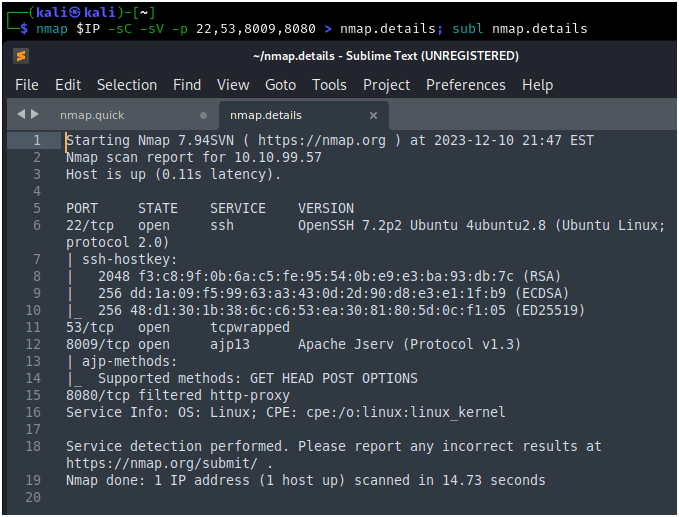 ┌──(kali㉿kali)-[~]
└─$ nmap $IP -sC -sV -p 22,53,8009,8080 > nmap.details; subl nmap.details
~/nmap.details - Sublime Text (UNREGISTERED)
File Edit Selection Find View Goto Tools Project Preferences Help
nmap.quick nmap.details
1 Starting Nmap 7.94SVN ( https://nmap.org ) at 2023-12-10 21:47 EST
2 Nmap scan report for 10.10.99.57
3 Host is up (0.11s latency).
4
5 PORT     STATE    SERVICE    VERSION
6 22/tcp   open     ssh        OpenSSH 7.2p2 Ubuntu 4ubuntu2.8 (Ubuntu Linux;
protocol 2.0)
7 | ssh-hostkey:
8 |   2048 f3:c8:9f:0b:6a:c5:fe:95:54:0b:e9:e3:ba:93:db:7c (RSA)
9 |   256 dd:1a:09:f5:99:63:a3:43:0d:2d:90:d8:e3:e1:1f:b9 (ECDSA)
10 |_  256 48:d1:30:1b:38:6c:c6:53:ea:30:81:80:5d:0c:f1:05 (ED25519)
11 53/tcp   open     tcpwrapped
12 8009/tcp open     ajp13      Apache Jserv (Protocol v1.3)
13 | ajp-methods:
14 |_  Supported methods: GET HEAD POST OPTIONS
15 8080/tcp filtered http-proxy
16 Service Info: OS: Linux; CPE: cpe:/o:linux:linux_kernel
17
18 Service detection performed. Please report any incorrect results at
https://nmap.org/submit/ .
19 Nmap done: 1 IP address (1 host up) scanned in 14.73 seconds
20